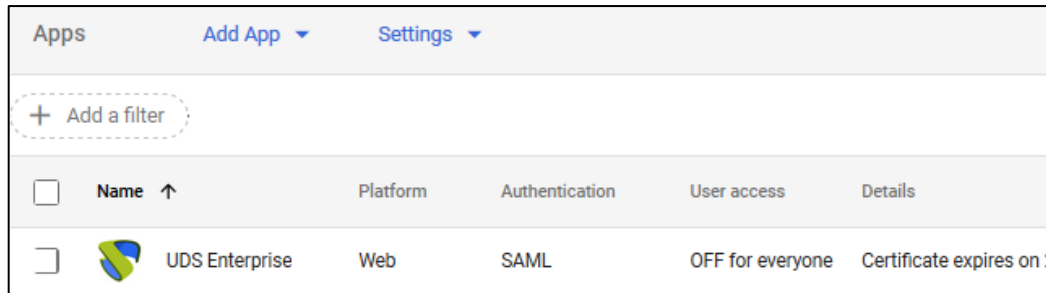 Apps Add App Settings
Add a filter
Name Platform Authentication User access Details
UDS Enterprise Web SAML OFF for everyone Certificate expires on